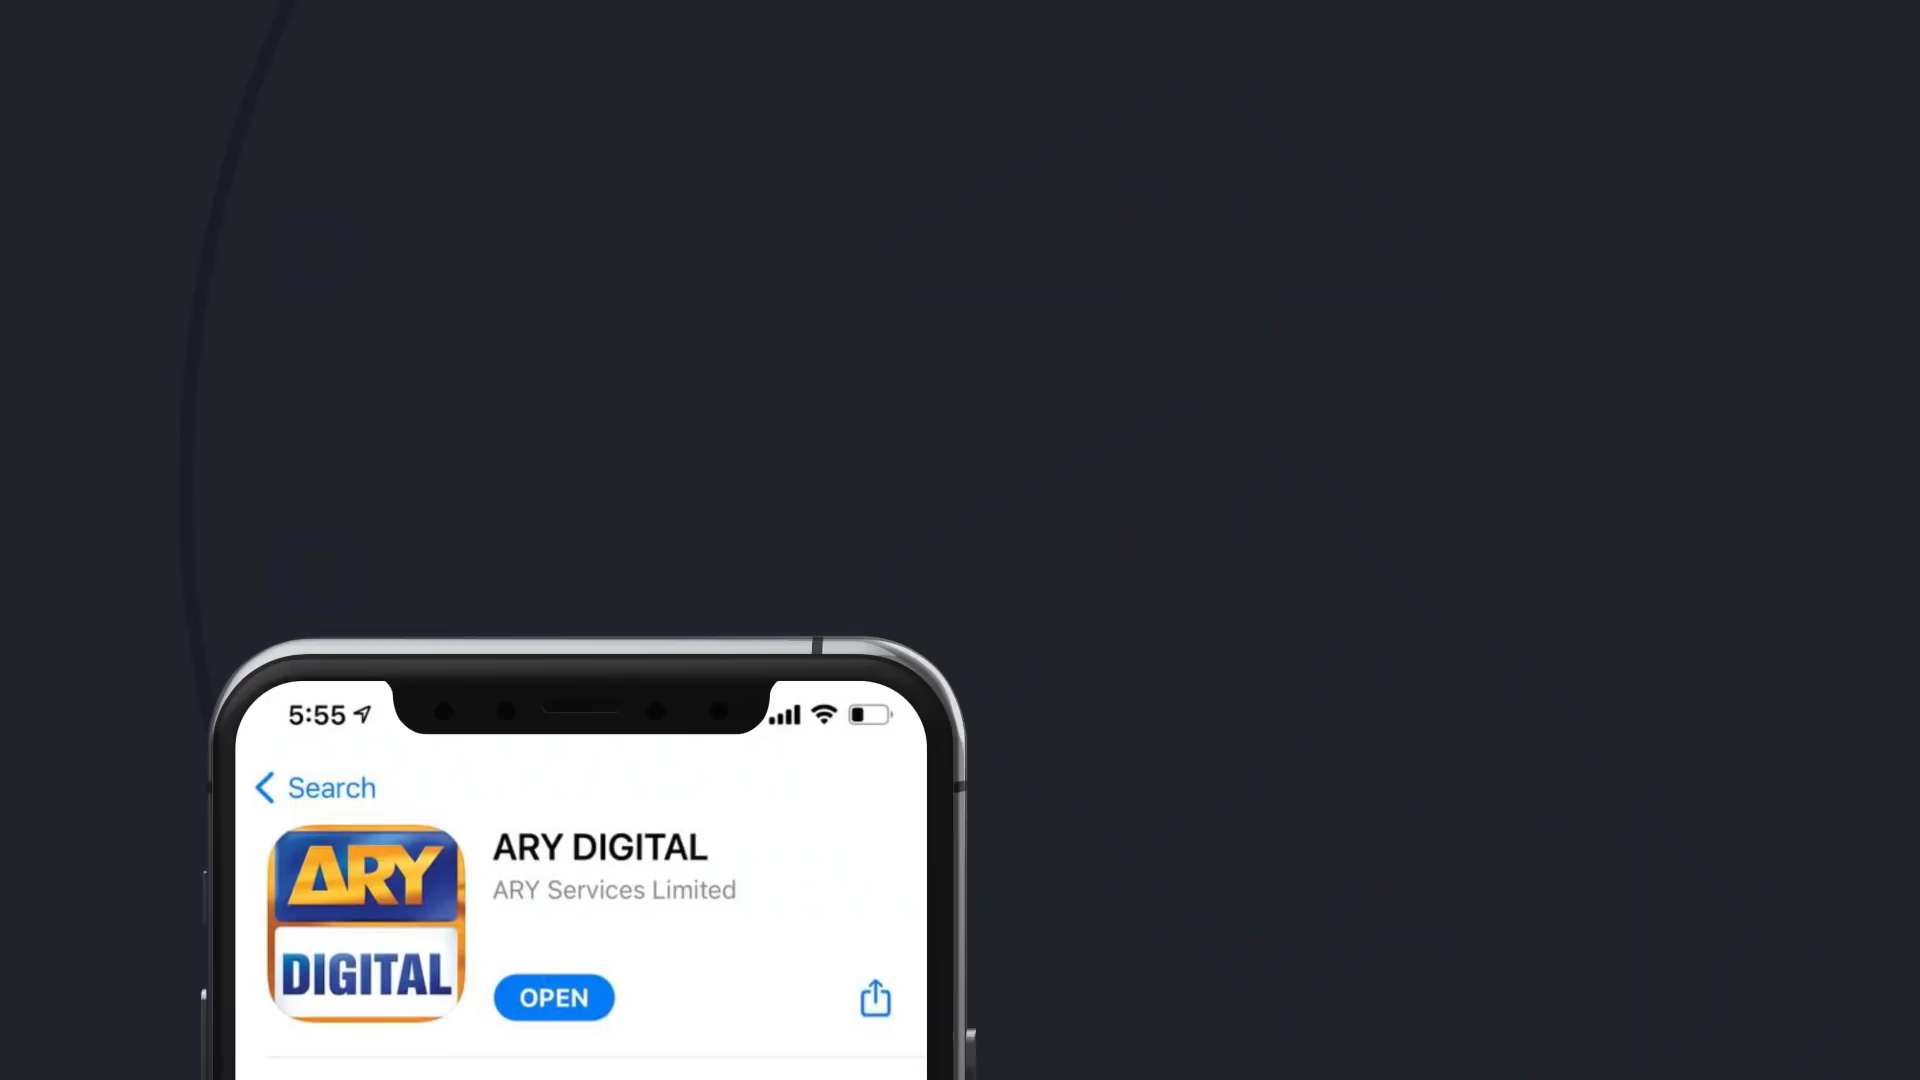 5:55
Search
ARY
DIGITAL
ARY DIGITAL
ARY Services Limited
OPEN